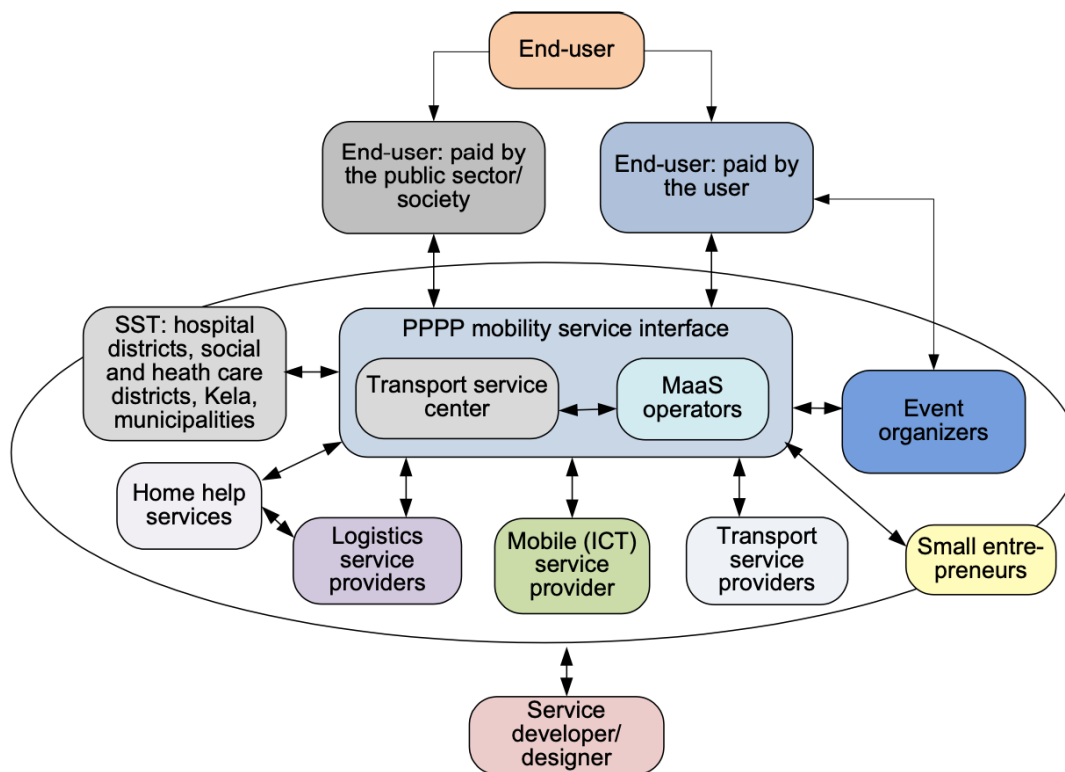 End-user
End-user: paid by
the public sector/
society
End-user: paid by
the user
SST: hospital
districts, social
and heath care
districts, Kela,
municipalities
PPPP mobility service interface
Transport service
center
MaaS
operators
Event
organizers
Home help
services
Logistics
service
providers
Mobile (ICT)
service
provider
Transport
service
providers
Small entre-
preneurs
Service
developer/
designer